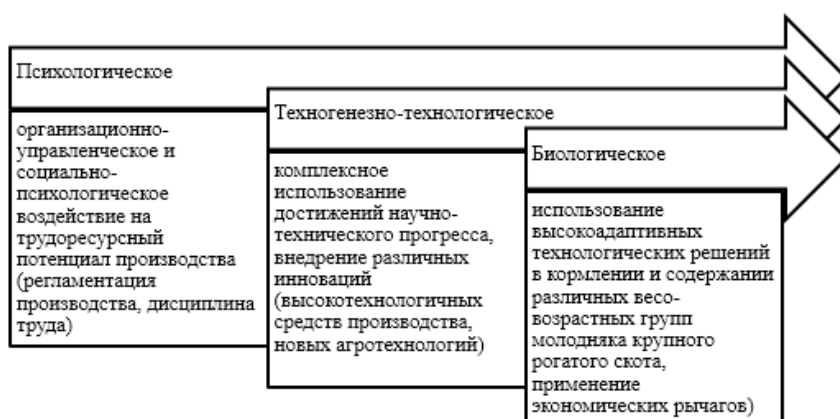 Психологическое
организационно-
управленческое и
социально-
психологическое
воздействие на
трудоресурсный
потенциал производства
(регламентация
производства, дисциплина
труда)
Техногенезно-технологическое
комплексное
использование
достижений научно-
технического прогресса,
внедрение различных
инноваций
(высокотехнологичных
средств производства,
новых агротехнологий)
Биологическое
использование
высокоадаптивных
технологических решений
в кормлении и содержании
различных весо-
возрастных групп
молодняка крупного
рогатого скота,
применение
экономических рычагов)